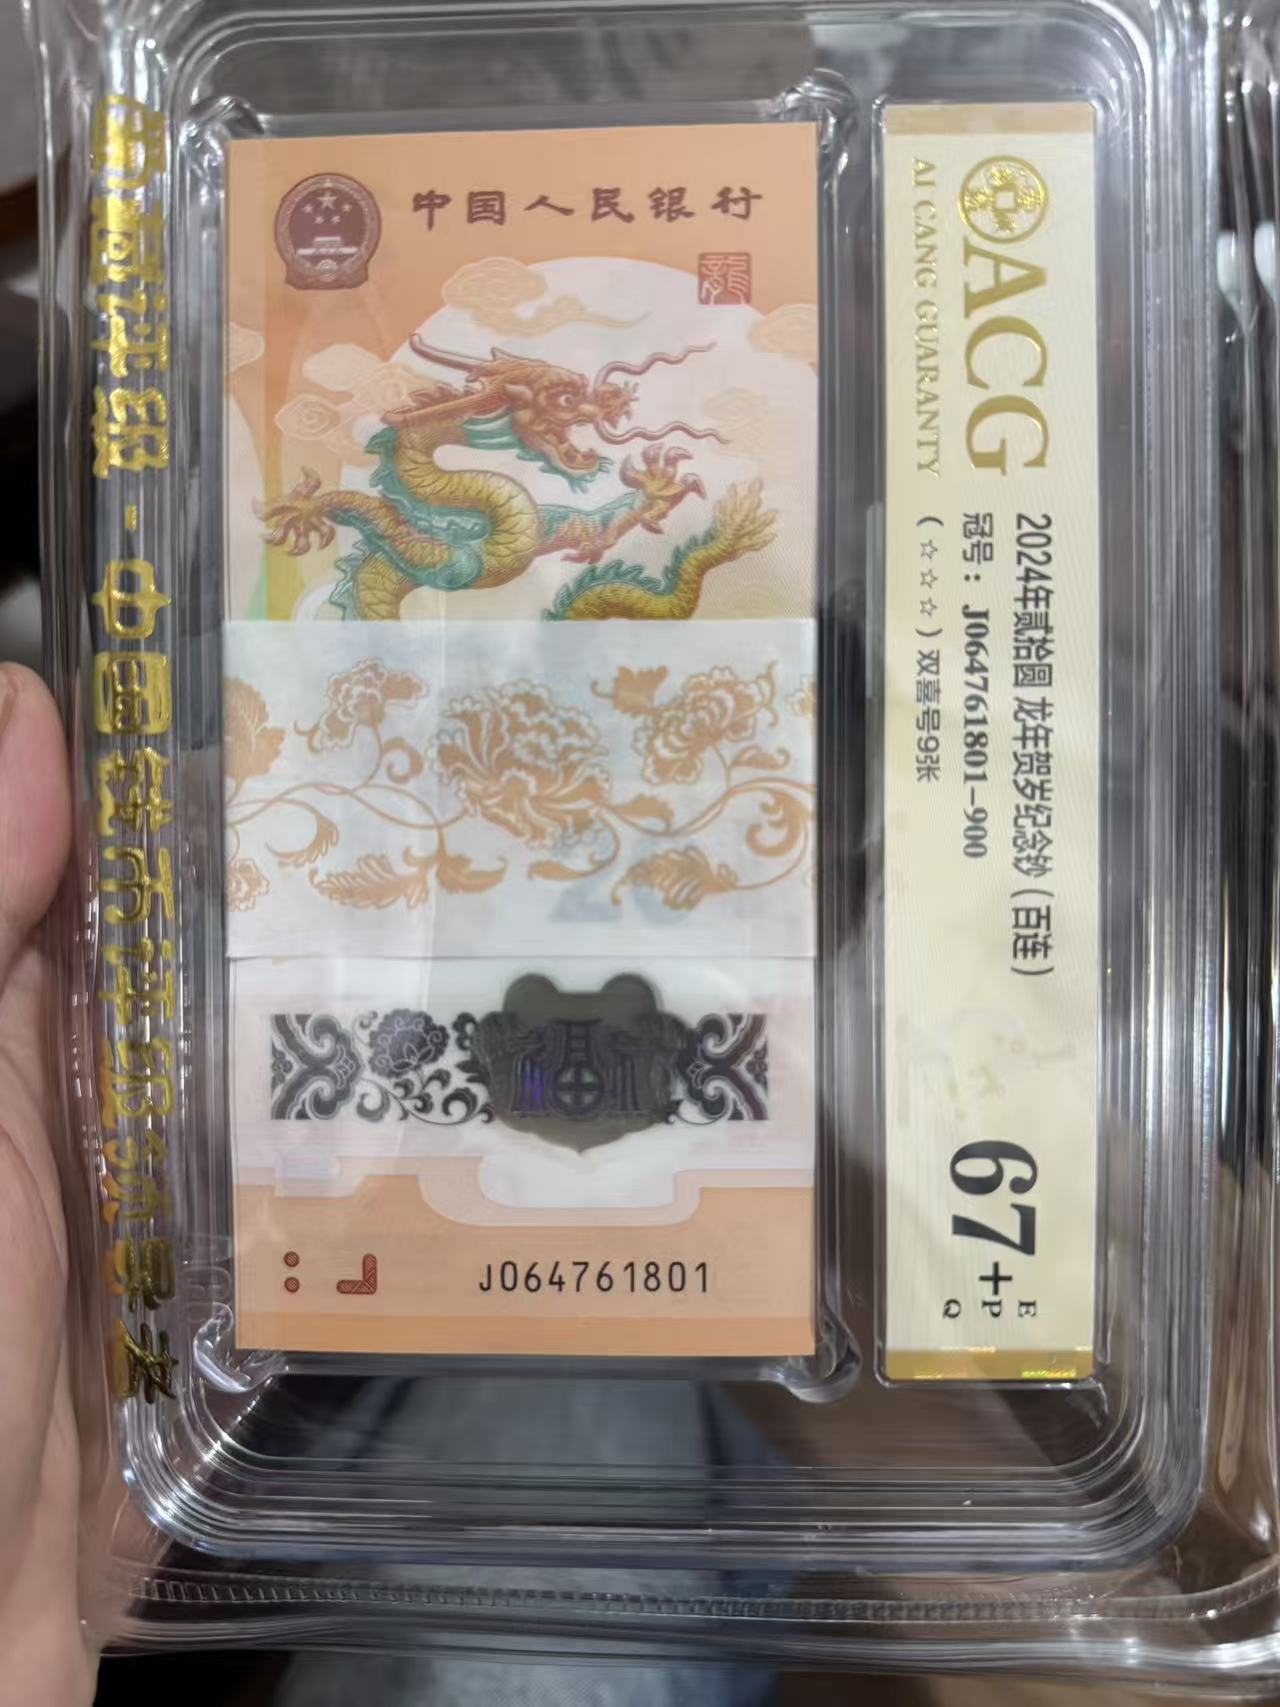 中国人民银行
龍
福
J064761801
ACG
AI CANG GUARANTY
2024年贰拾圆 龙年贺岁纪念钞（百连）
冠号：J064761801-900
（☆☆☆）双喜号9张
67+
E
P
Q